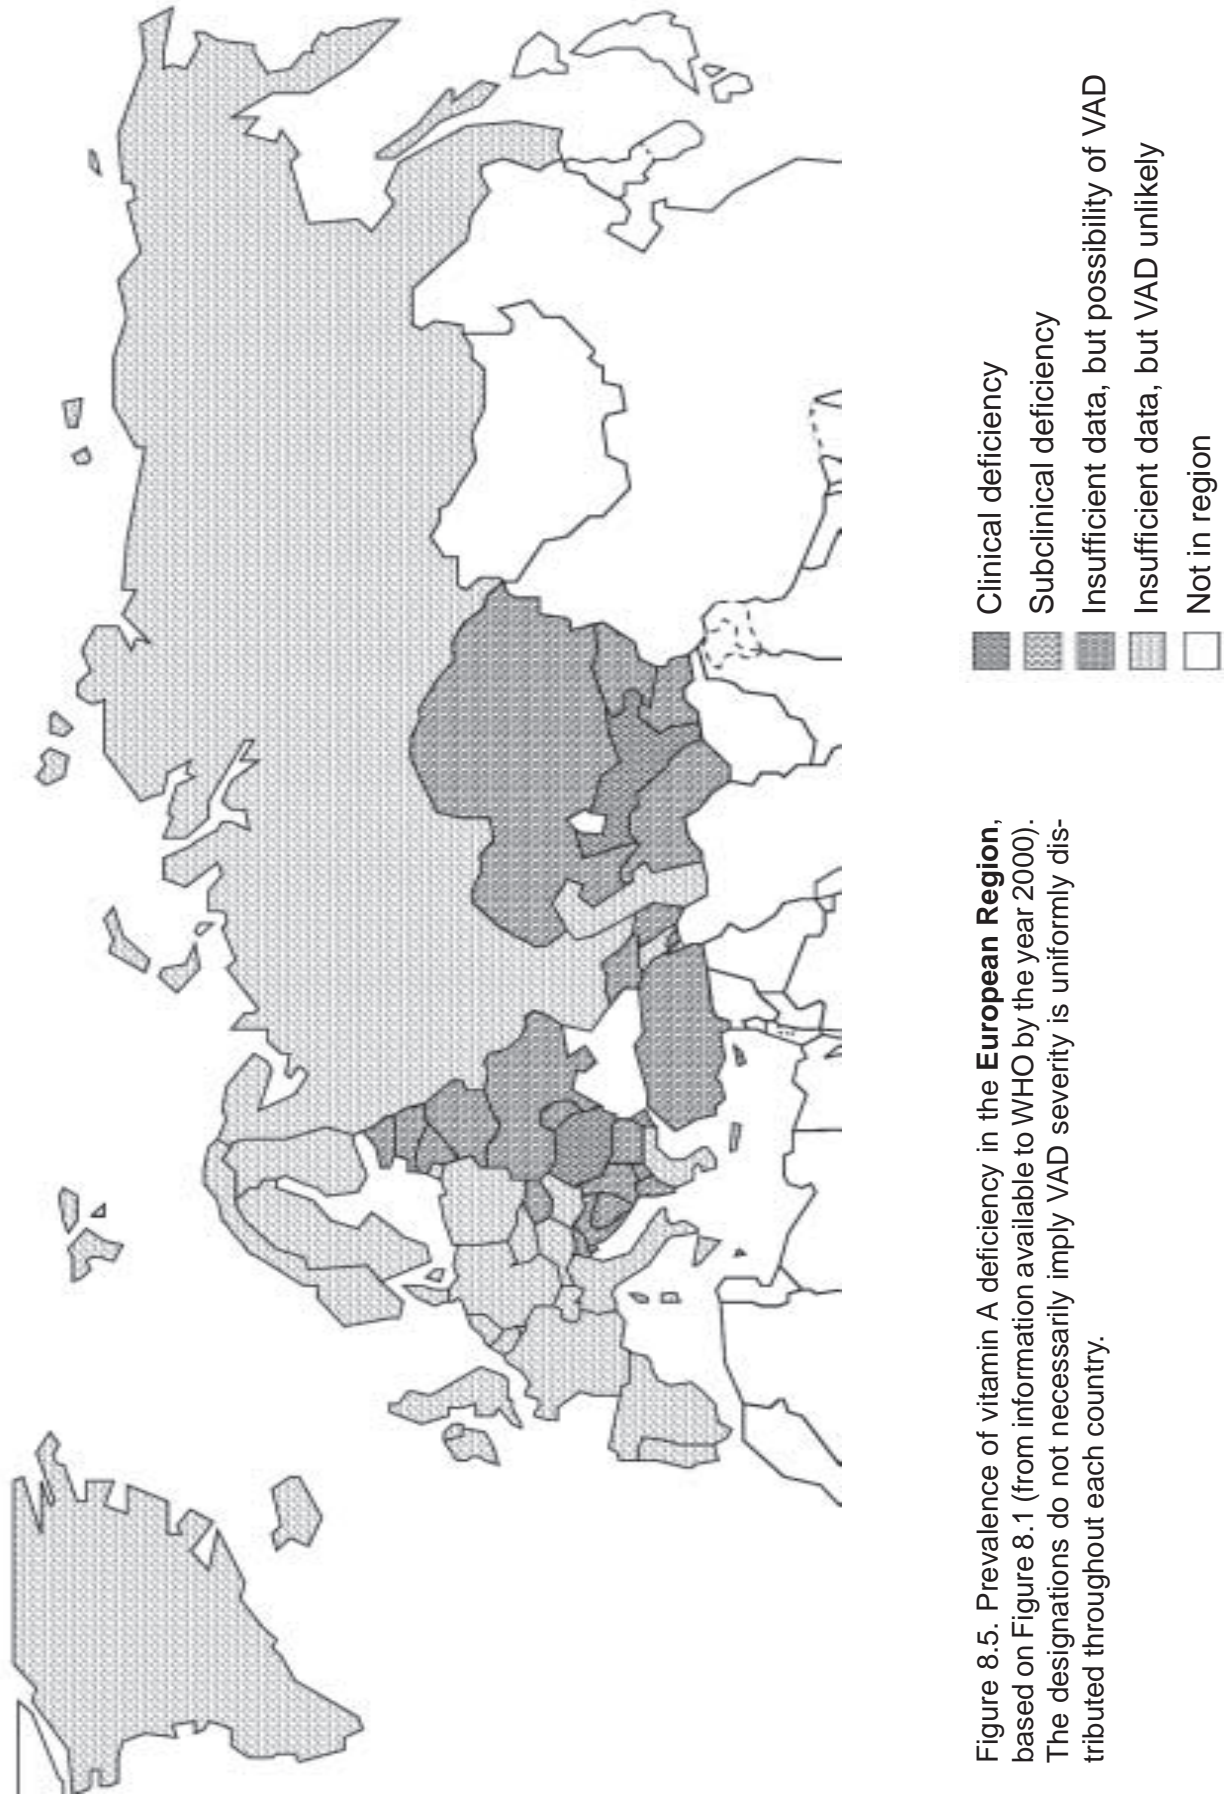 Figure 8.5. Prevalence of vitamin A deficiency in the European Region,
based on Figure 8.1 (from information available to WHO by the year 2000).
The designations do not necessarily imply VAD severity is uniformly dis-
tributed throughout each country.
Clinical deficiency
Subclinical deficiency
Insufficient data, but possibility of VAD
Insufficient data, but VAD unlikely
Not in region